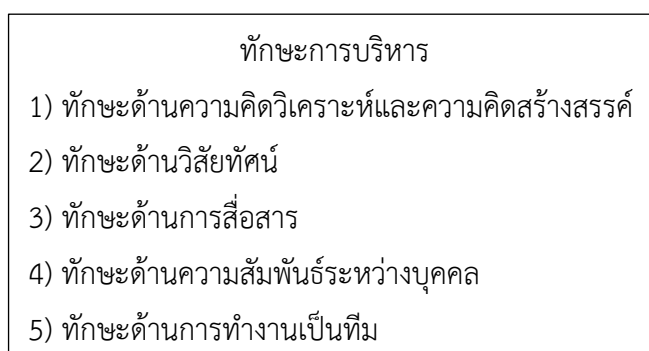 ทักษะการบริหาร
1) ทักษะด้านความคิดวิเคราะห์และความคิดสร้างสรรค์
2) ทักษะด้านวิสัยทัศน์
3) ทักษะด้านการสื่อสาร
4) ทักษะด้านความสัมพันธ์ระหว่างบุคคล
5) ทักษะด้านการทำงานเป็นทีม